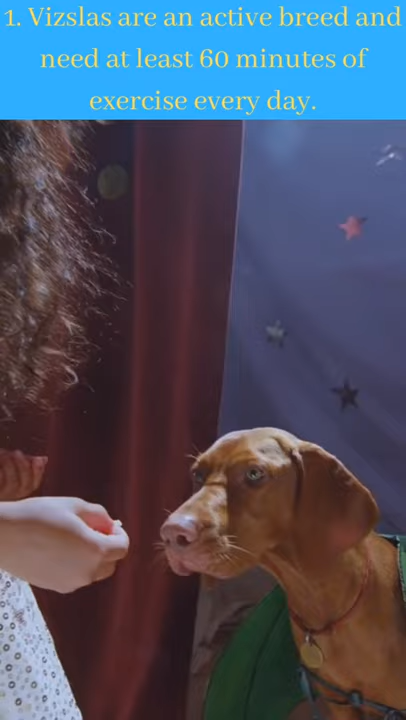 1. Vizslas are an active breed and
need at least 60 minutes of
exercise every day.